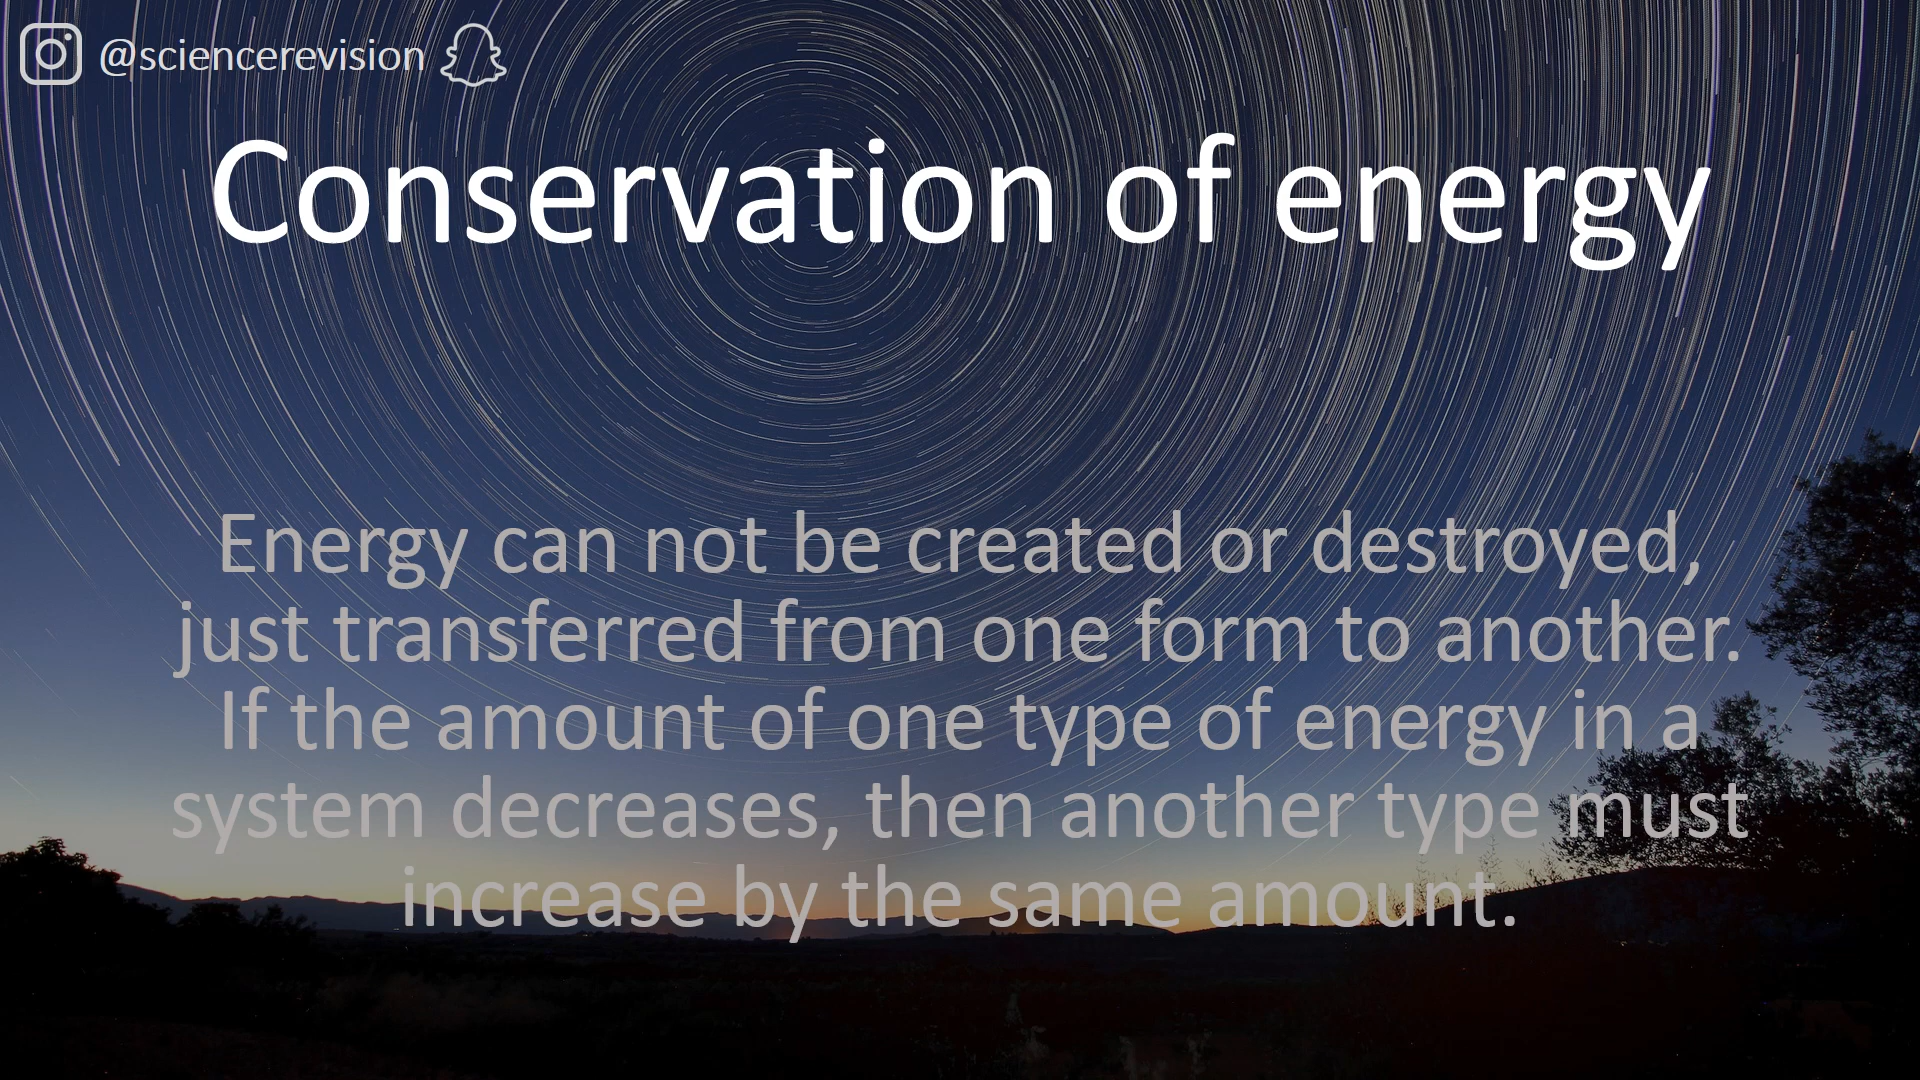 @sciencerevision
Conservation of energy
Energy can not be created or destroyed,
just transferred from one form to another.
If the amount of one type of energy in a
system decreases, then another type must
increase by the same amount.